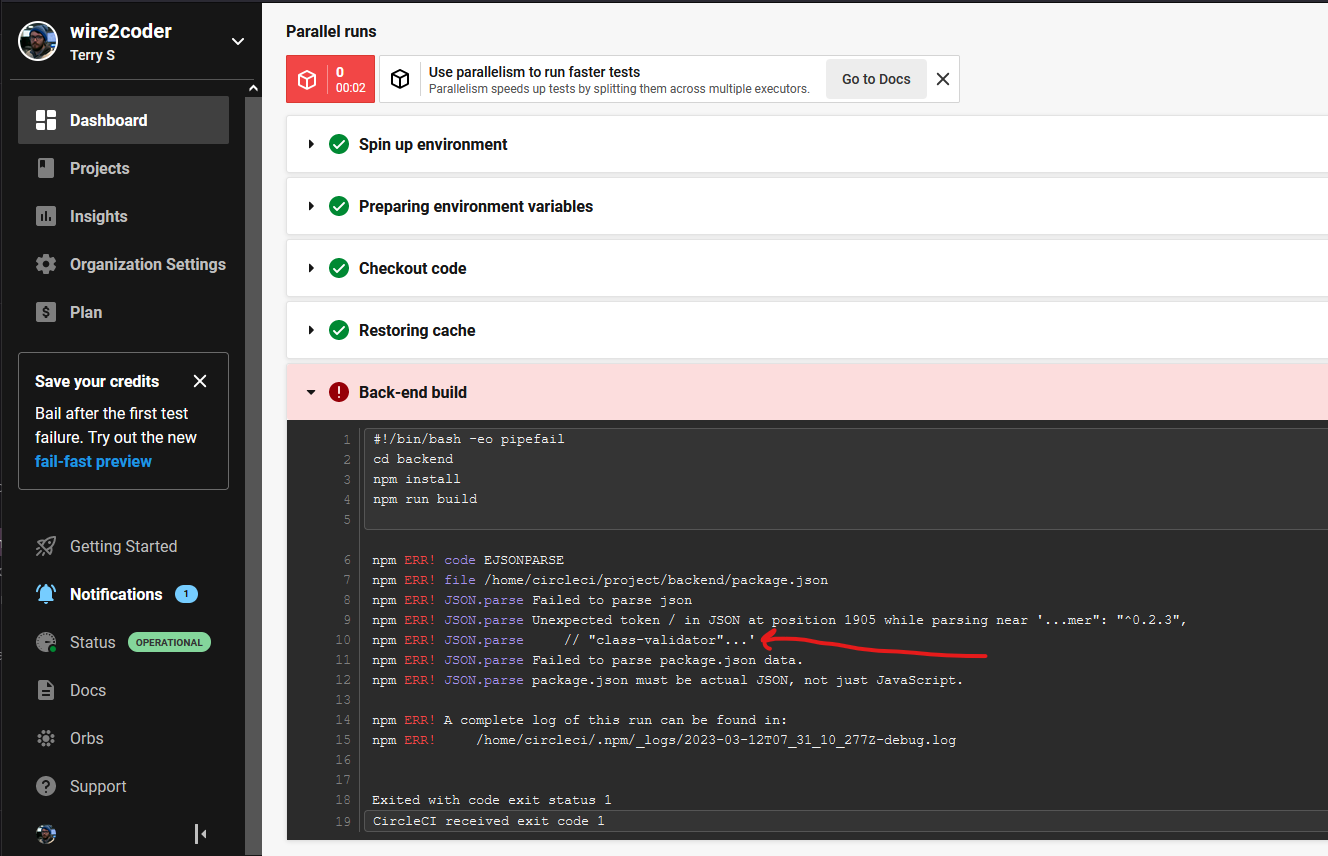 wire2coder
Terry S
Dashboard
Projects
Insights
Organization Settings
Plan
Save your credits
Bail after the first test
failure. Try out the new
fail-fast preview
Getting Started
Notifications 1
Status OPERATIONAL
Docs
Orbs
Support
Parallel runs
0
00:02
Use parallelism to run faster tests
Parallelism speeds up tests by splitting them across multiple executors.
Go to Docs
Spin up environment
Preparing environment variables
Checkout code
Restoring cache
Back-end build
1 #!/bin/bash -eo pipefail
2 cd backend
3 npm install
4 npm run build
5
6 npm ERR! code EJSONPARSE
7 npm ERR! file /home/circleci/project/backend/package.json
8 npm ERR! JSON.parse Failed to parse json
9 npm ERR! JSON.parse Unexpected token / in JSON at position 1905 while parsing near '...mer": "^0.2.3",
10 npm ERR! JSON.parse     // "class-validator"...'
11 npm ERR! JSON.parse Failed to parse package.json data.
12 npm ERR! JSON.parse package.json must be actual JSON, not just JavaScript.
13
14 npm ERR! A complete log of this run can be found in:
15 npm ERR!     /home/circleci/.npm/_logs/2023-03-12T07_31_10_277Z-debug.log
16
17
18 Exited with code exit status 1
19 CircleCI received exit code 1